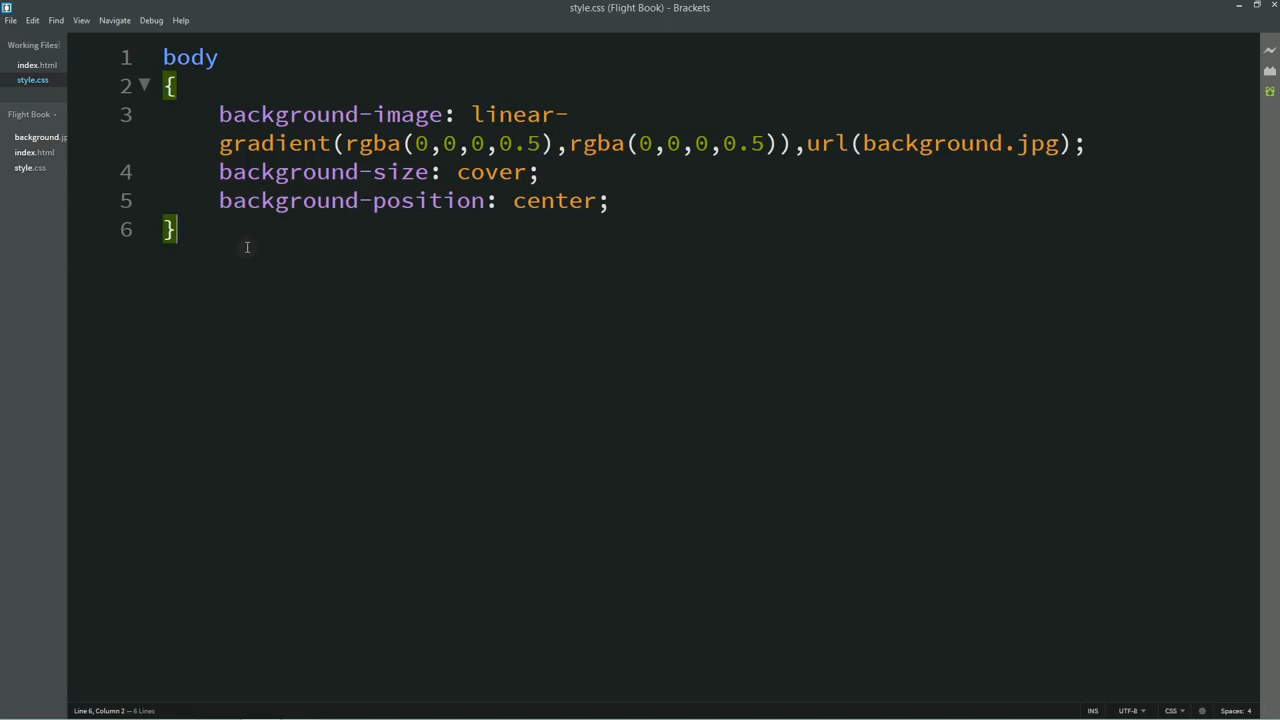 style.css (Flight Book) - Brackets
File Edit Find View Navigate Debug Help
Working Files
index.html
style.css
Flight Book
background.jp
index.html
style.css
1 body
2 {
3 background-image: linear-
gradient(rgba(0,0,0,0.5),rgba(0,0,0,0.5)),url(background.jpg);
4 background-size: cover;
5 background-position: center;
6 }
Line 6, Column 2 — 6 Lines
INS UTF-8 CSS Spaces: 4